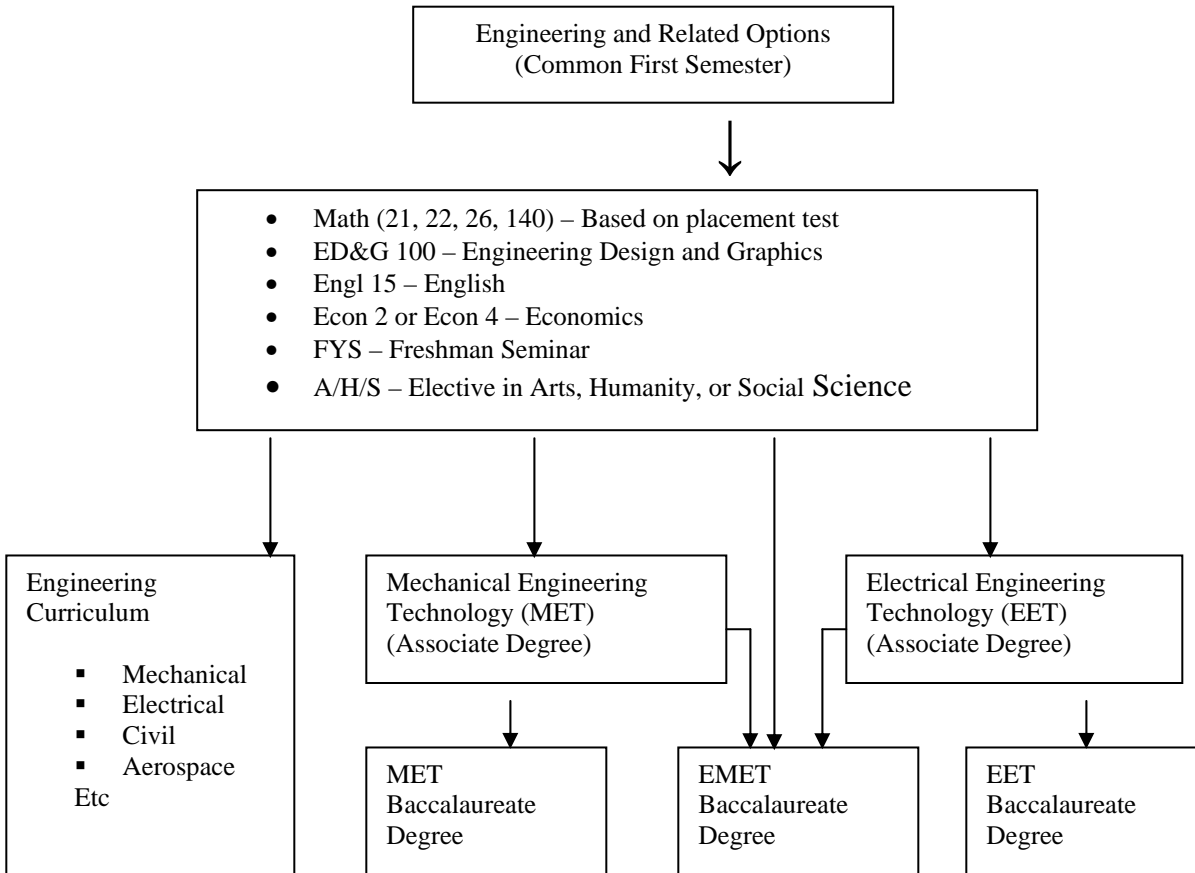 Engineering and Related Options
(Common First Semester)
• Math (21, 22, 26, 140) – Based on placement test
• ED&G 100 – Engineering Design and Graphics
• Engl 15 – English
• Econ 2 or Econ 4 – Economics
• FYS – Freshman Seminar
• A/H/S – Elective in Arts, Humanity, or Social Science
Engineering
Curriculum
▪ Mechanical
▪ Electrical
▪ Civil
▪ Aerospace
Etc
Mechanical Engineering
Technology (MET)
(Associate Degree)
Electrical Engineering
Technology (EET)
(Associate Degree)
MET
Baccalaureate
Degree
EMET
Baccalaureate
Degree
EET
Baccalaureate
Degree